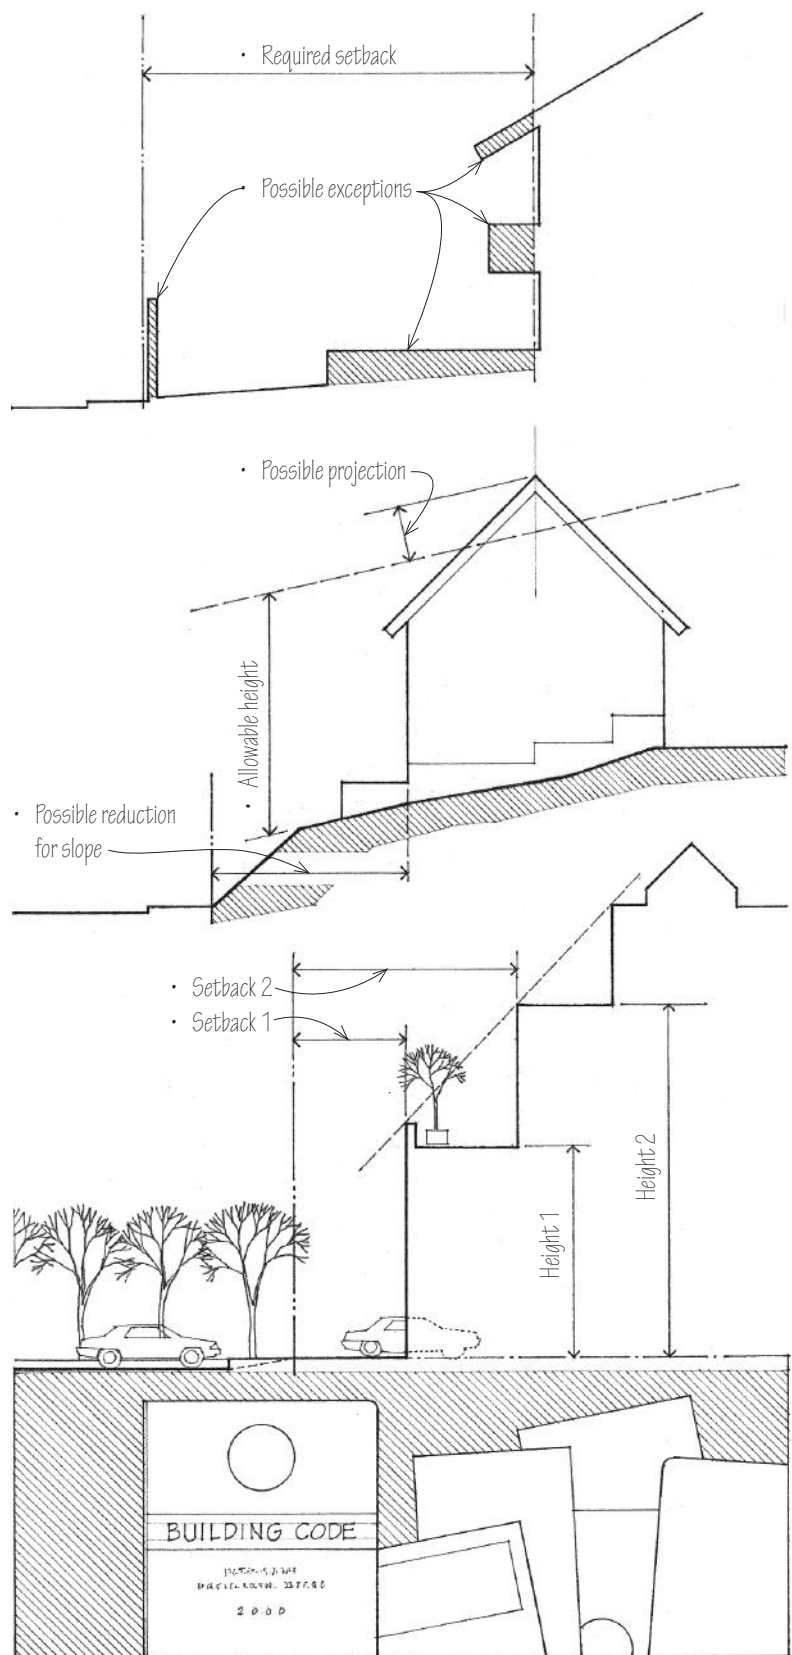 • Required setback
• Possible exceptions
• Possible projection
• Allowable height
• Possible reduction
for slope
• Setback 2
• Setback 1
Height 1
Height 2
BUILDING CODE
2000